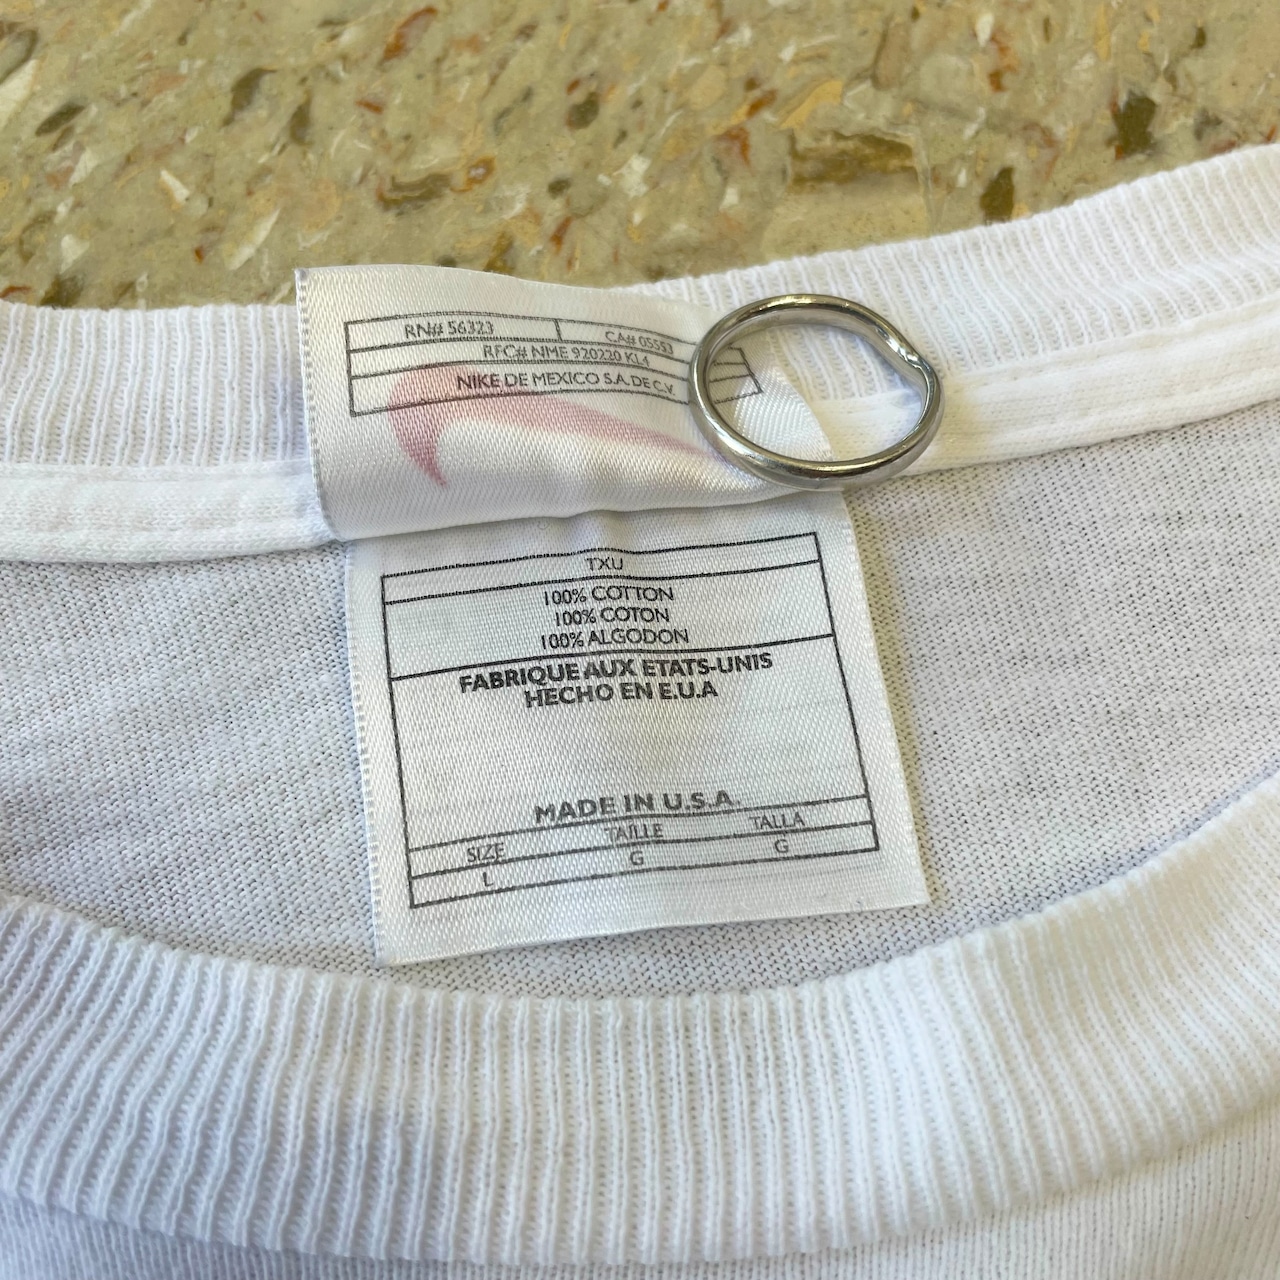 RN# 56323 CA# 05553
RFC# NME 920220 KL4
NIKE DE MEXICO S.A. DE C.V.
TXU
100% COTTON
100% COTON
100% ALGODON
FABRIQUE AUX ETATS-UNIS
HECHO EN E.U.A
MADE IN U.S.A.
SIZE TAILLE TALLA
L G G